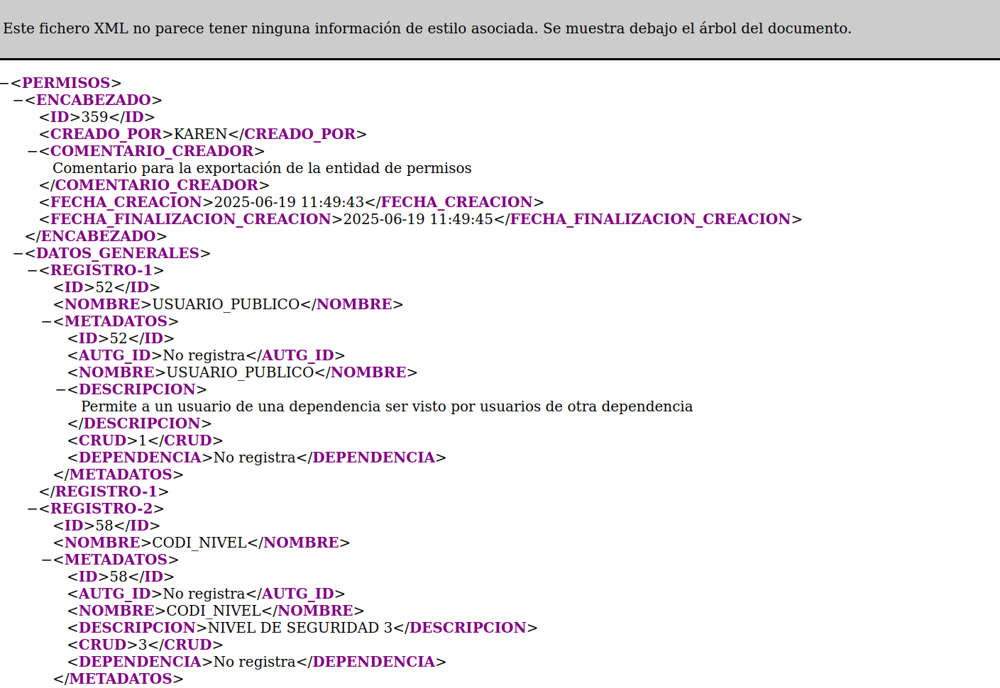 Este fichero XML no parece tener ninguna información de estilo asociada. Se muestra debajo el árbol del documento.
−<PERMISOS>
−<ENCABEZADO>
<ID>359</ID>
<CREADO_POR>KAREN</CREADO_POR>
−<COMENTARIO_CREADOR>
Comentario para la exportación de la entidad de permisos
</COMENTARIO_CREADOR>
<FECHA_CREACION>2025-06-19 11:49:43</FECHA_CREACION>
<FECHA_FINALIZACION_CREACION>2025-06-19 11:49:45</FECHA_FINALIZACION_CREACION>
</ENCABEZADO>
−<DATOS_GENERALES>
−<REGISTRO-1>
<ID>52</ID>
<NOMBRE>USUARIO_PUBLICO</NOMBRE>
−<METADATOS>
<ID>52</ID>
<AUTG_ID>No registra</AUTG_ID>
<NOMBRE>USUARIO_PUBLICO</NOMBRE>
−<DESCRIPCION>
Permite a un usuario de una dependencia ser visto por usuarios de otra dependencia
</DESCRIPCION>
<CRUD>1</CRUD>
<DEPENDENCIA>No registra</DEPENDENCIA>
</METADATOS>
</REGISTRO-1>
−<REGISTRO-2>
<ID>58</ID>
<NOMBRE>CODI_NIVEL</NOMBRE>
−<METADATOS>
<ID>58</ID>
<AUTG_ID>No registra</AUTG_ID>
<NOMBRE>CODI_NIVEL</NOMBRE>
<DESCRIPCION>NIVEL DE SEGURIDAD 3</DESCRIPCION>
<CRUD>3</CRUD>
<DEPENDENCIA>No registra</DEPENDENCIA>
</METADATOS>